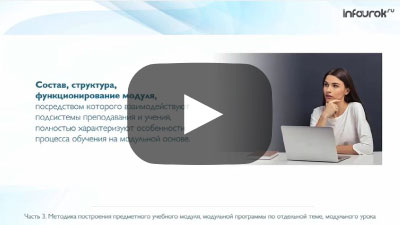 infourok.ru
Состав, структура,
функционирование модуля,
посредством которого взаимодействуют
подсистемы преподавания и учения,
полностью характеризуют особенности
процесса обучения на модульной основе.
Часть 3. Методика построения предметного учебного модуля, модульной программы по отдельной теме, модульного урока